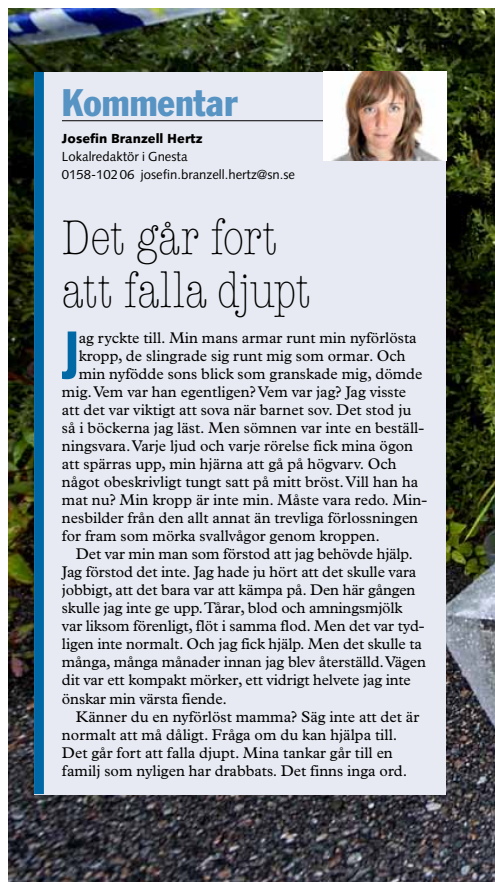 Kommentar
Josefin Branzell Hertz
Lokalredaktör i Gnesta
0158-102 06 josefin.branzell.hertz@sn.se
Det går fort
att falla djupt
Jag ryckte till. Min mans armar runt min nyförlösta
kropp, de slingrade sig runt mig som ormar. Och
min nyfödde sons blick som granskade mig, dömde
mig. Vem var han egentligen? Vem var jag? Jag visste
att det var viktigt att sova när barnet sov. Det stod ju
så i böckerna jag läst. Men sömnen var inte en beställ-
ningsvara. Varje ljud och varje rörelse fick mina ögon
att spärras upp, min hjärna att gå på högvarv. Och
något obeskrivligt tungt satt på mitt bröst. Vill han ha
mat nu? Min kropp är inte min. Måste vara redo. Min-
nesbilder från den allt annat än trevliga förlossningen
for fram som mörka svallvågor genom kroppen.
Det var min man som förstod att jag behövde hjälp.
Jag förstod det inte. Jag hade ju hört att det skulle vara
jobbigt, att det bara var att kämpa på. Den här gången
skulle jag inte ge upp. Tårar, blod och amningsmjölk
var liksom förenligt, flöt i samma flod. Men det var tyd-
ligen inte normalt. Och jag fick hjälp. Men det skulle ta
många, många månader innan jag blev återställd. Vägen
dit var ett kompakt mörker, ett vidrigt helvete jag inte
önskar min värsta fiende.
Känner du en nyförlöst mamma? Säg inte att det är
normalt att må dåligt. Fråga om du kan hjälpa till.
Det går fort att falla djupt. Mina tankar går till en
familj som nyligen har drabbats. Det finns inga ord.